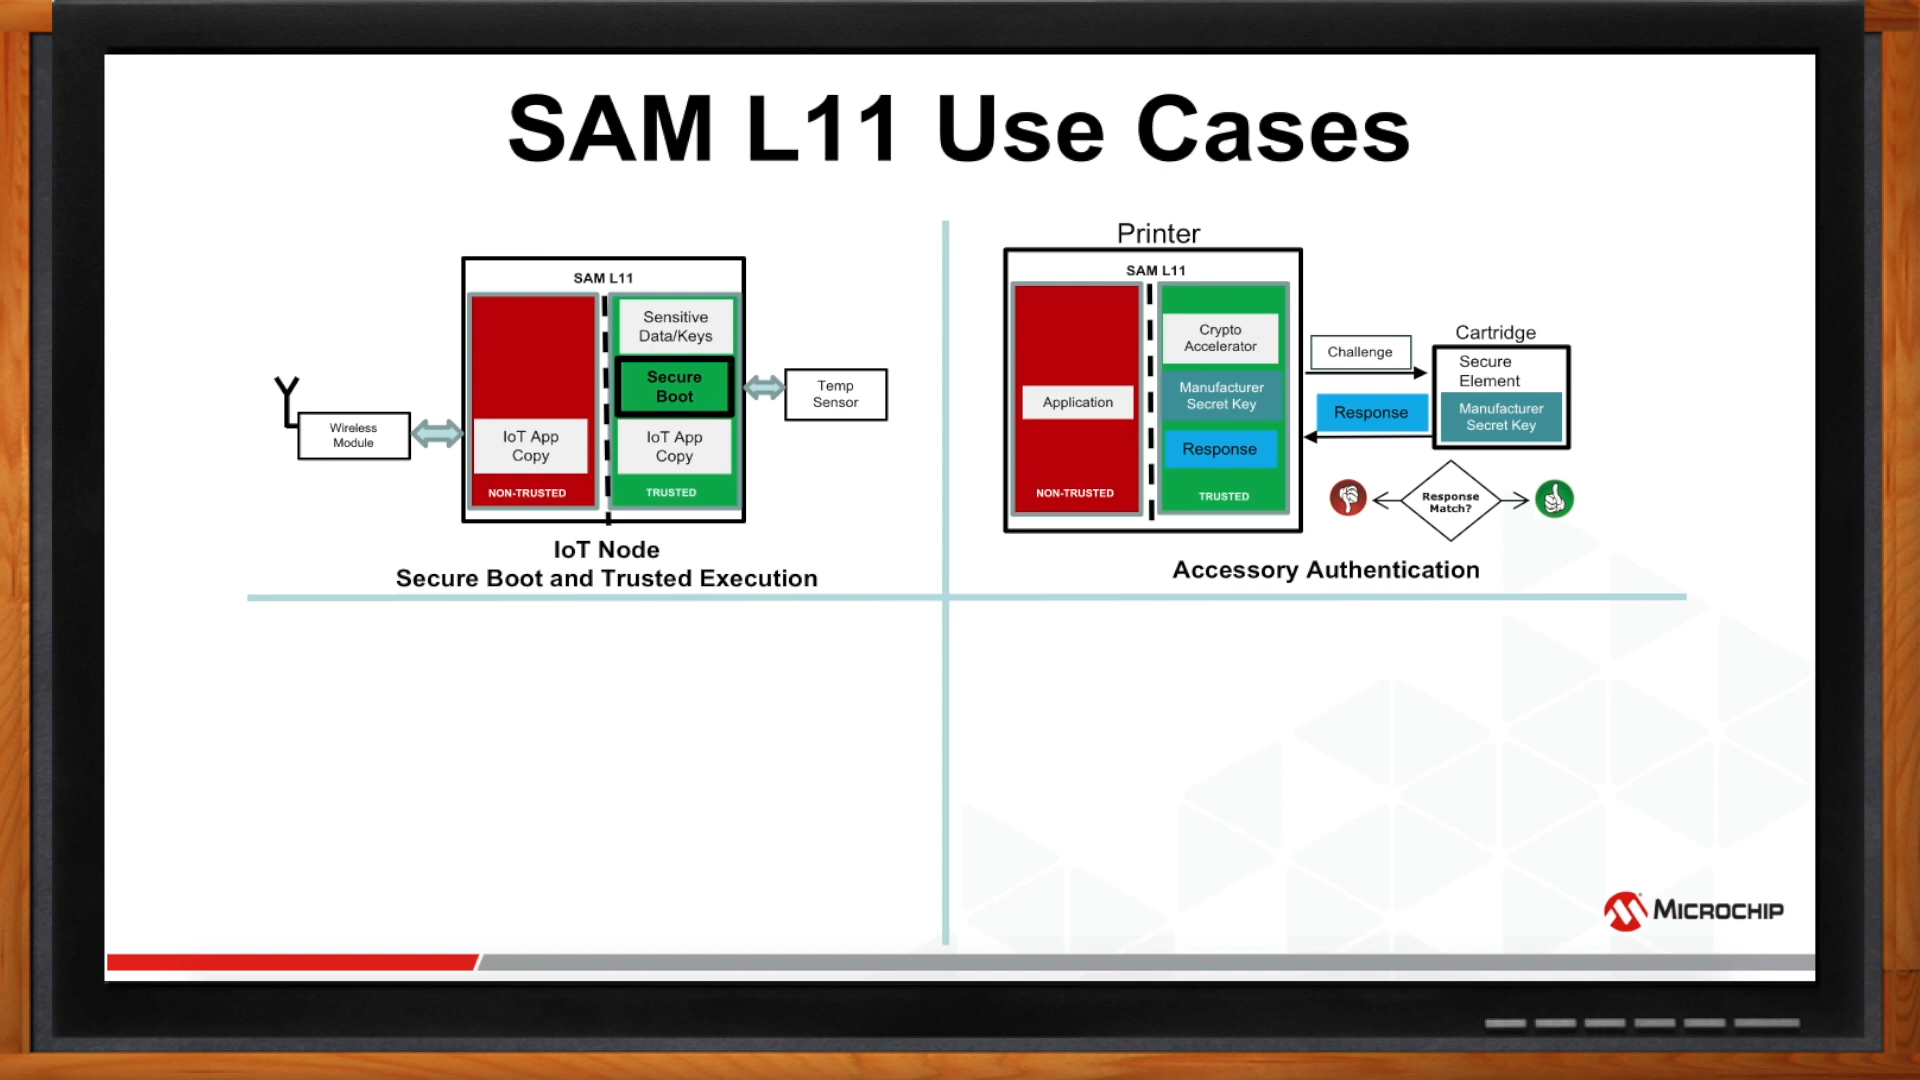 SAM L11 Use Cases
SAM L11
Sensitive
Data/Keys
Secure
Boot
IoT App
Copy
IoT App
Copy
NON-TRUSTED
TRUSTED
Wireless
Module
Temp
Sensor
IoT Node
Secure Boot and Trusted Execution
Printer
SAM L11
Application
NON-TRUSTED
Crypto
Accelerator
Manufacturer
Secret Key
Response
TRUSTED
Challenge
Response
Cartridge
Secure
Element
Manufacturer
Secret Key
Response
Match?
Accessory Authentication
MICROCHIP